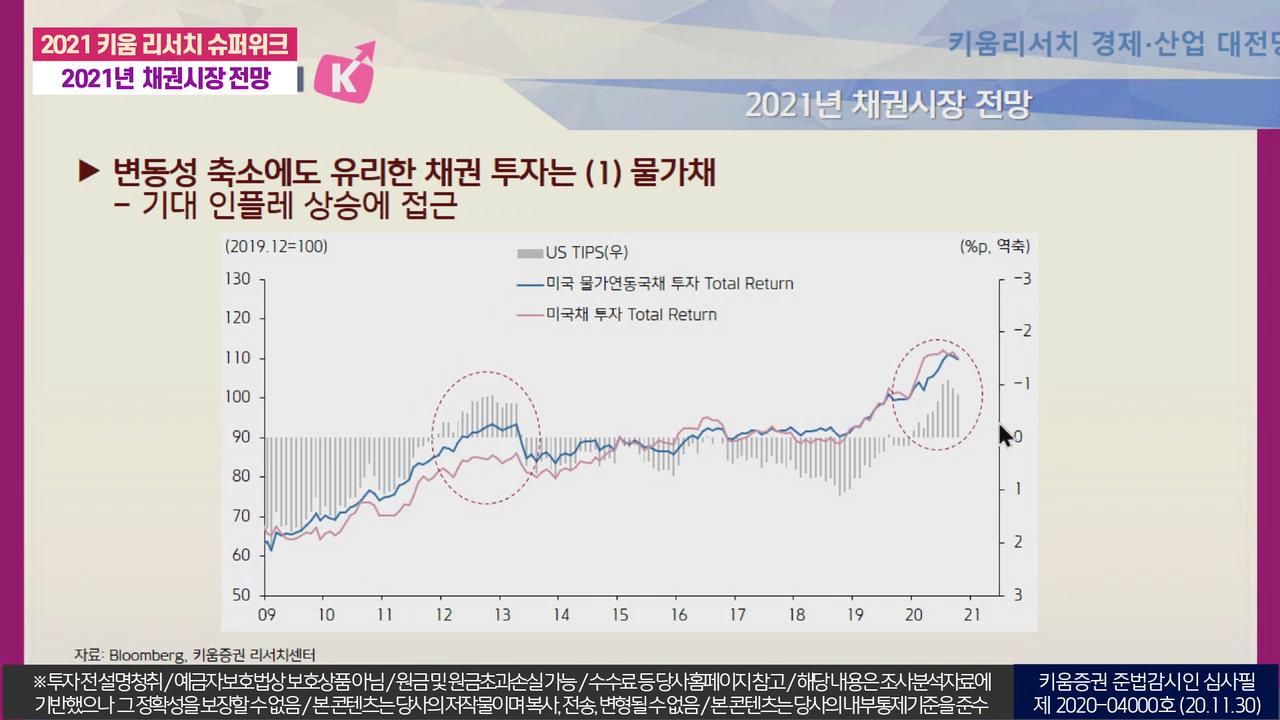 2021 키움 리서치 슈퍼위크
2021년 채권시장 전망
K
키움리서치 경제·산업 대전망
2021년 채권시장 전망
▶ 변동성 축소에도 유리한 채권 투자는 (1) 물가채
– 기대 인플레 상승에 접근
(2019.12=100)
(%p, 역축)
US TIPS(우)
미국 물가연동국채 투자 Total Return
미국채 투자 Total Return
130
120
110
100
90
80
70
60
50
-3
-2
-1
0
1
2
3
09 10 11 12 13 14 15 16 17 18 19 20 21
자료: Bloomberg, 키움증권 리서치센터
※ 투자 전 설명청취 / 예금자보호법상 보호상품 아님 / 원금 및 원금초과손실 가능 / 수수료 등 당사홈페이지 참고 / 해당 내용은 조사분석자료에
기반했으나 그 정확성을 보장할 수 없음 / 본 콘텐츠는 당사의 저작물이며 복사, 전송, 변형될 수 없음 / 본 콘텐츠는 당사의 내부통제기준을 준수
키움증권 준법감시인 심사필
제 2020-04000호 (20.11.30)